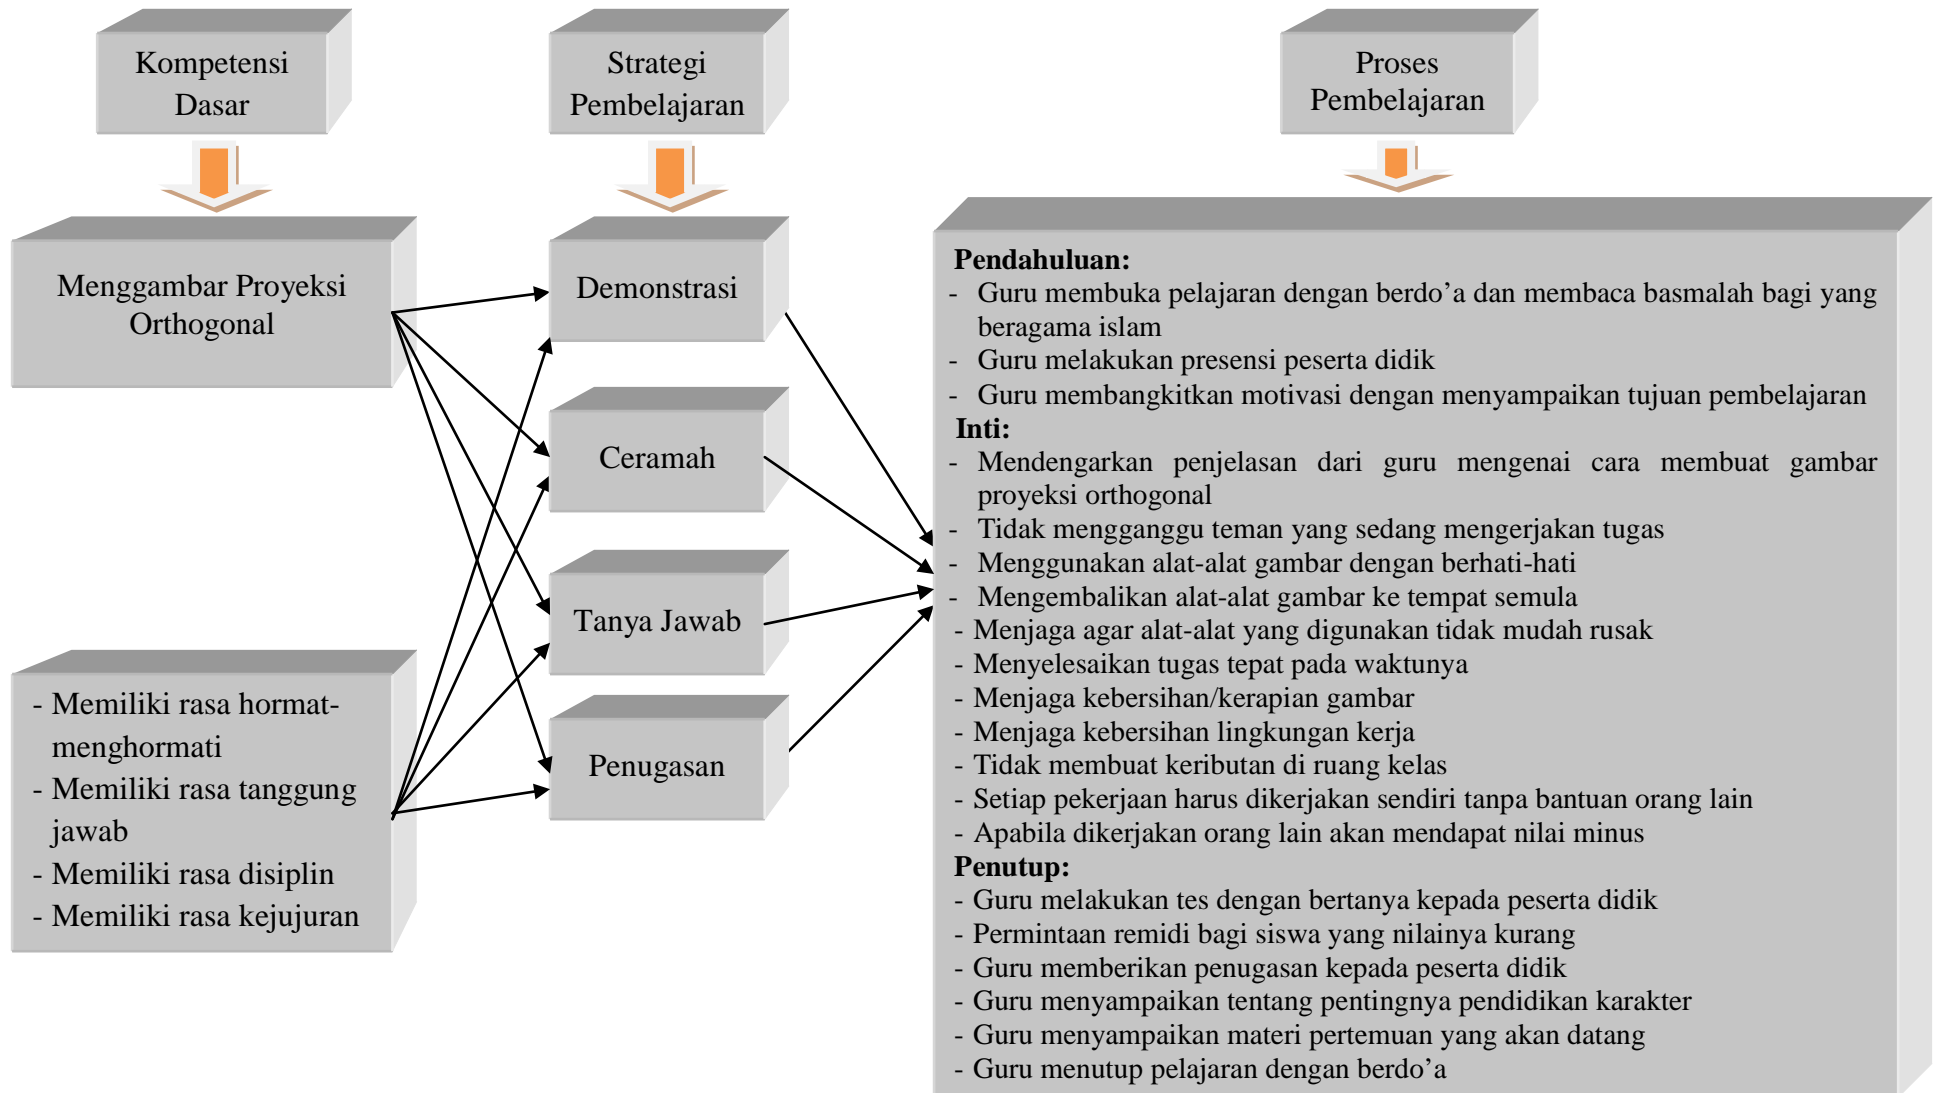 Kompetensi
Dasar
Strategi
Pembelajaran
Proses
Pembelajaran
Menggambar Proyeksi
Orthogonal
- Memiliki rasa hormat-
menghormati
- Memiliki rasa tanggung
jawab
- Memiliki rasa disiplin
- Memiliki rasa kejujuran
Demonstrasi
Ceramah
Tanya Jawab
Penugasan
Pendahuluan:
- Guru membuka pelajaran dengan berdo’a dan membaca basmalah bagi yang
beragama islam
- Guru melakukan presensi peserta didik
- Guru membangkitkan motivasi dengan menyampaikan tujuan pembelajaran
Inti:
- Mendengarkan penjelasan dari guru mengenai cara membuat gambar
proyeksi orthogonal
- Tidak mengganggu teman yang sedang mengerjakan tugas
- Menggunakan alat-alat gambar dengan berhati-hati
- Mengembalikan alat-alat gambar ke tempat semula
- Menjaga agar alat-alat yang digunakan tidak mudah rusak
- Menyelesaikan tugas tepat pada waktunya
- Menjaga kebersihan/kerapian gambar
- Menjaga kebersihan lingkungan kerja
- Tidak membuat keributan di ruang kelas
- Setiap pekerjaan harus dikerjakan sendiri tanpa bantuan orang lain
- Apabila dikerjakan orang lain akan mendapat nilai minus
Penutup:
- Guru melakukan tes dengan bertanya kepada peserta didik
- Permintaan remidi bagi siswa yang nilainya kurang
- Guru memberikan penugasan kepada peserta didik
- Guru menyampaikan tentang pentingnya pendidikan karakter
- Guru menyampaikan materi pertemuan yang akan datang
- Guru menutup pelajaran dengan berdo’a